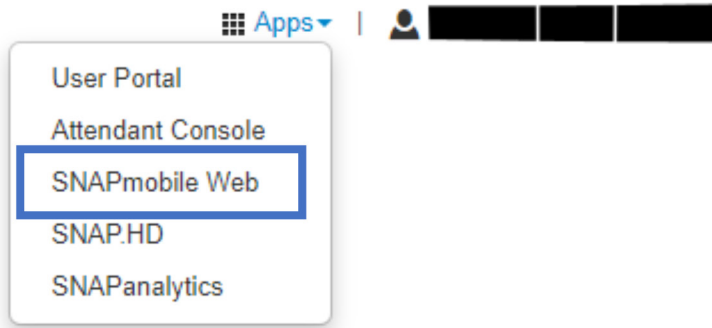 Apps |
User Portal
Attendant Console
SNAPmobile Web
SNAP.HD
SNAPanalytics